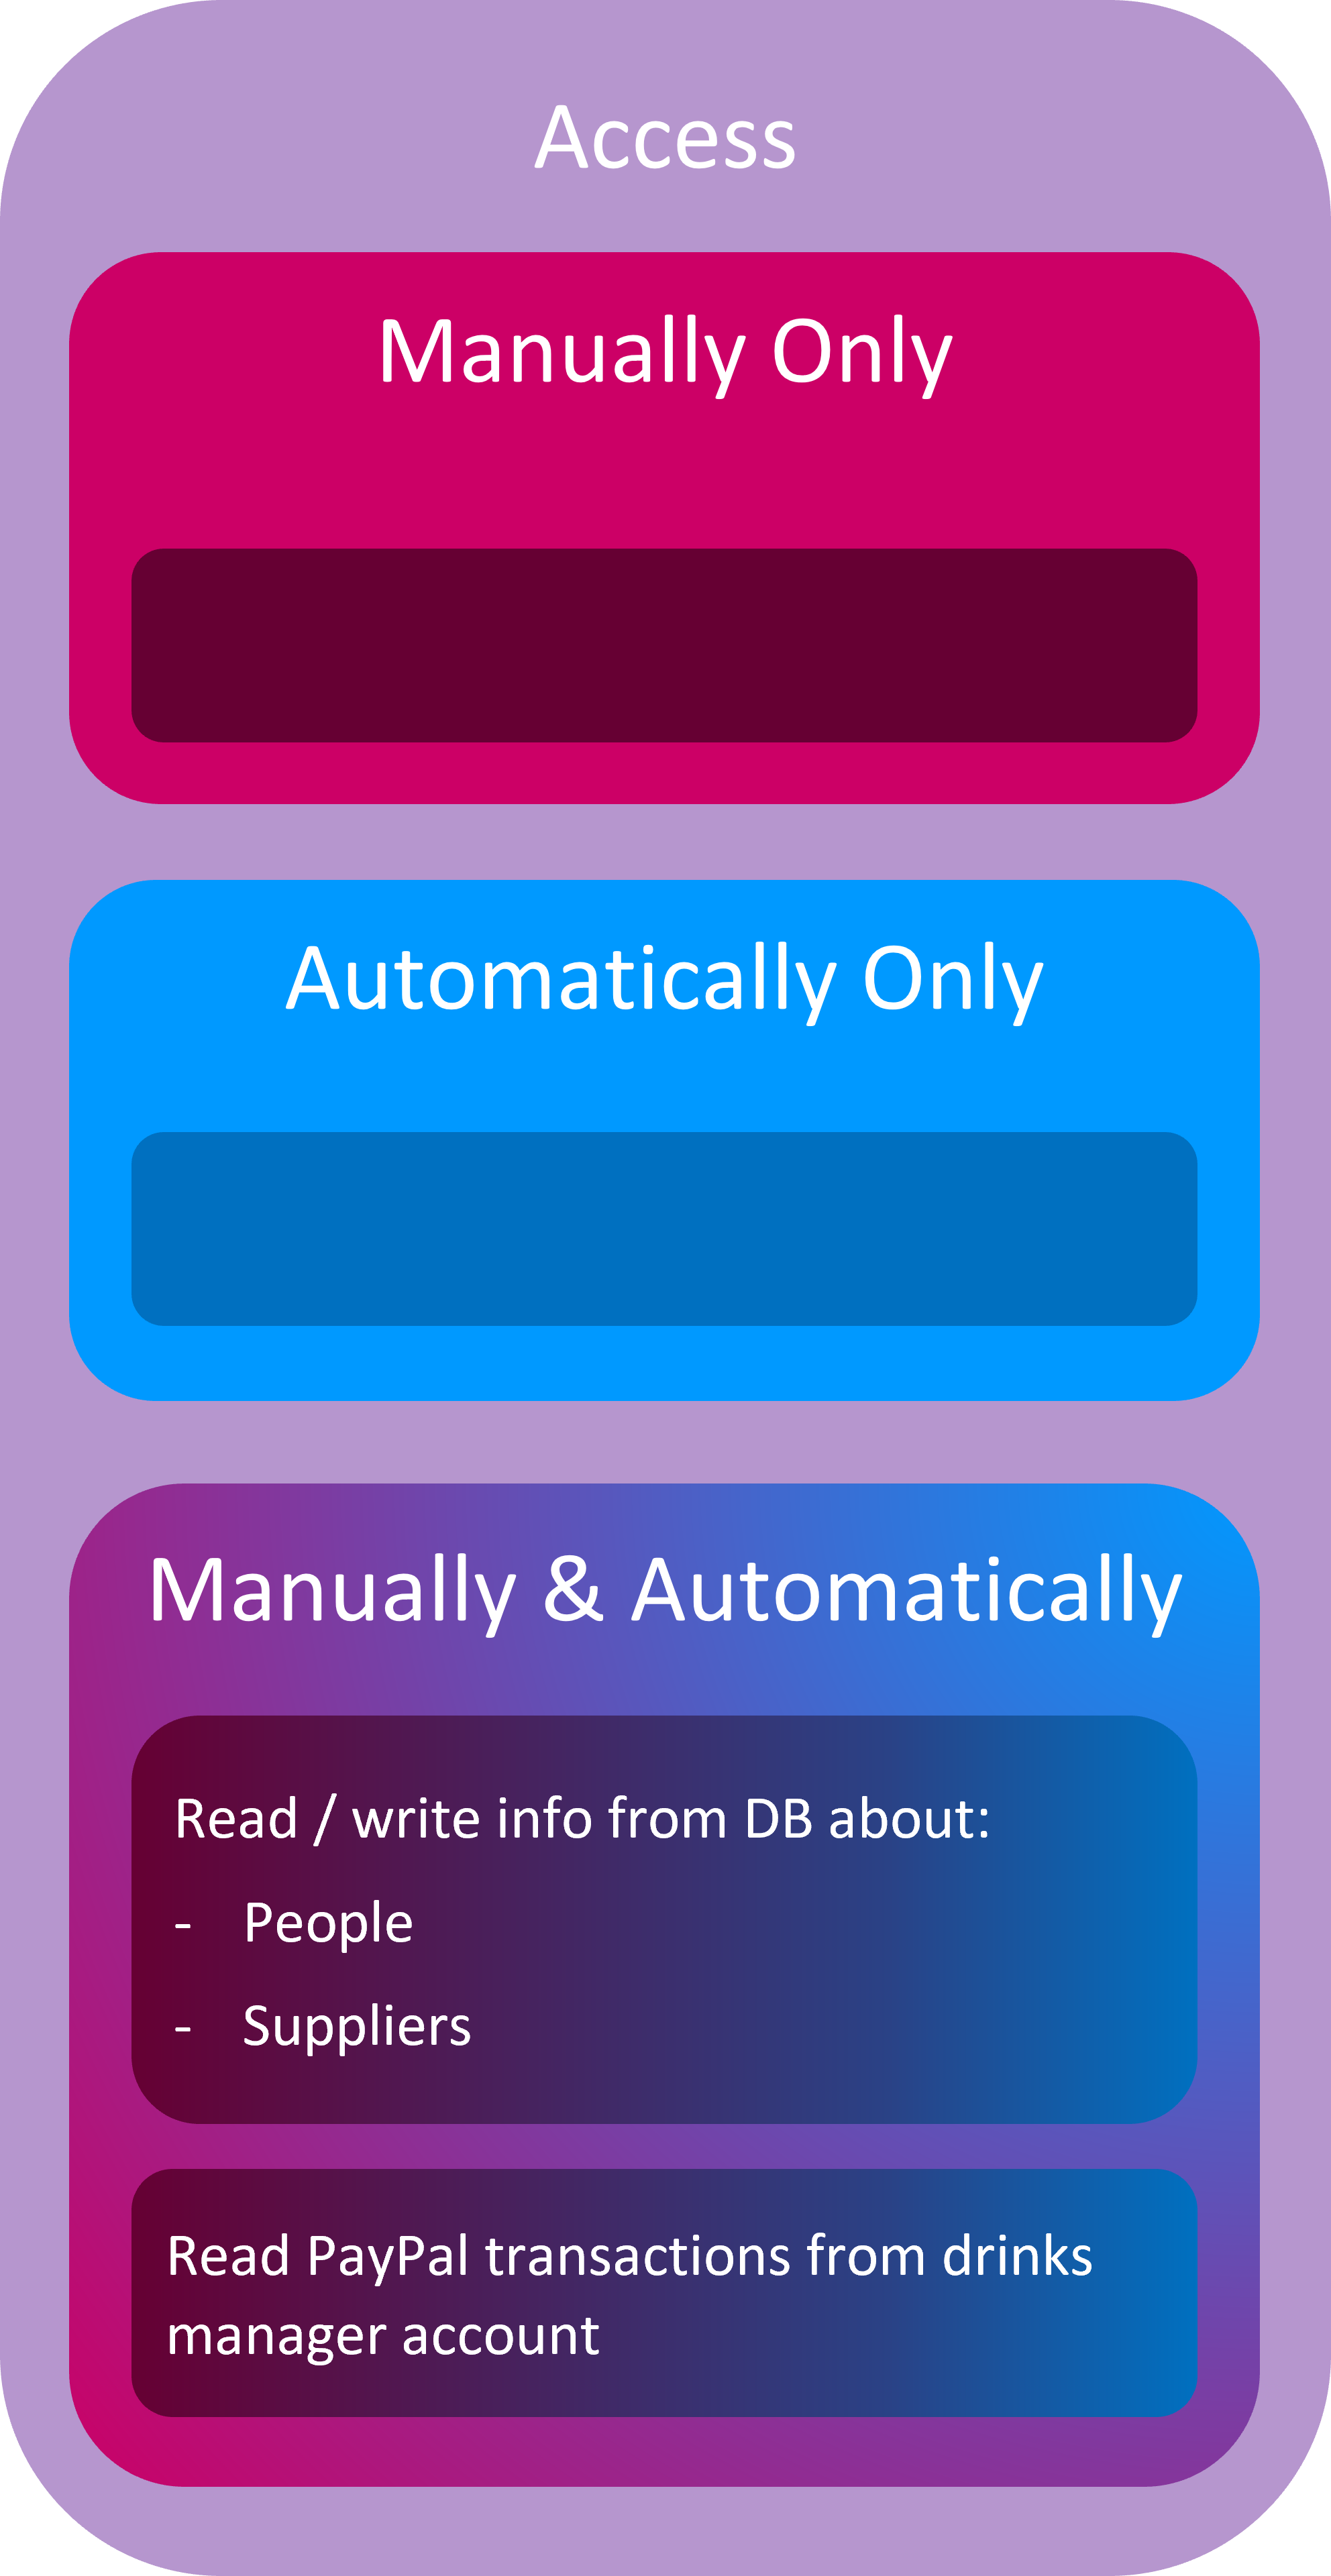 Access
Manually Only
Automatically Only
Manually & Automatically
Read / write info from DB about:
- People
- Suppliers
Read PayPal transactions from drinks
manager account